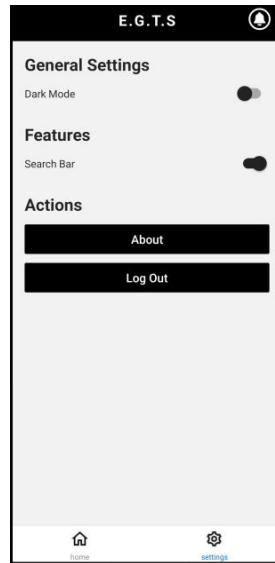 E.G.T.S
General Settings
Dark Mode
Features
Search Bar
Actions
About
Log Out
home
settings